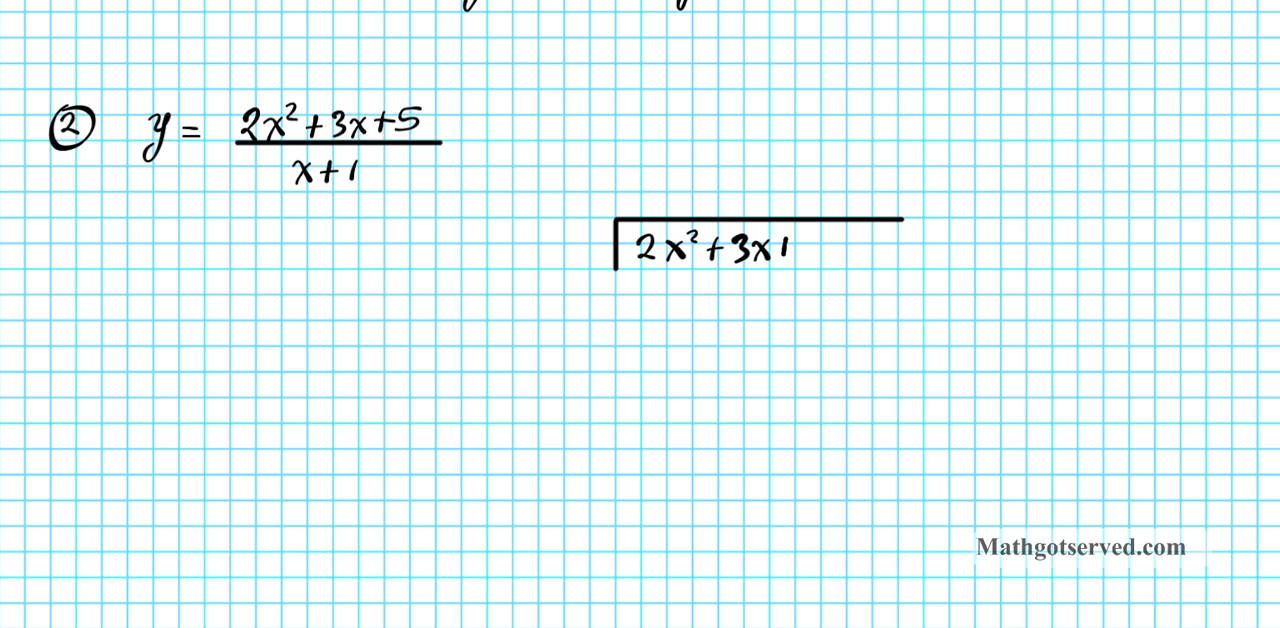 ② y = 2x² + 3x + 5
x + 1
2x² + 3x 1
Mathgotserved.com